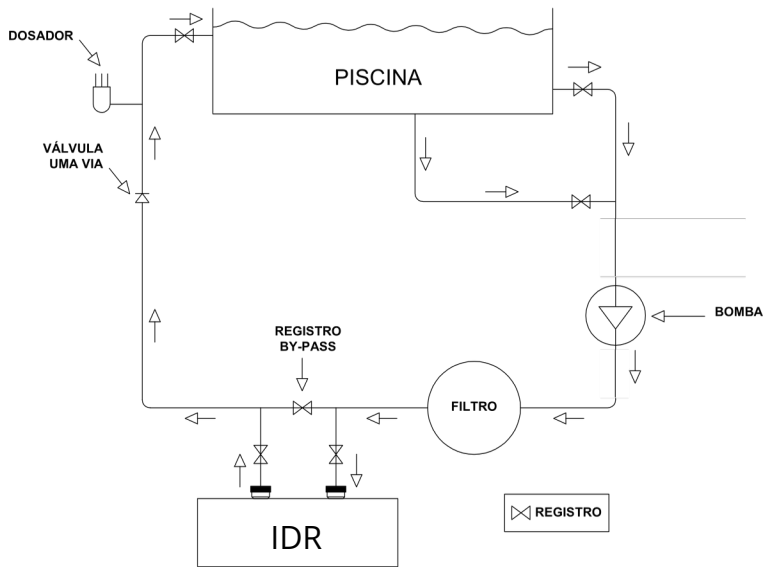 DOSADOR
PISCINA
VÁLVULA
UMA VIA
BOMBA
REGISTRO
BY-PASS
FILTRO
REGISTRO
IDR